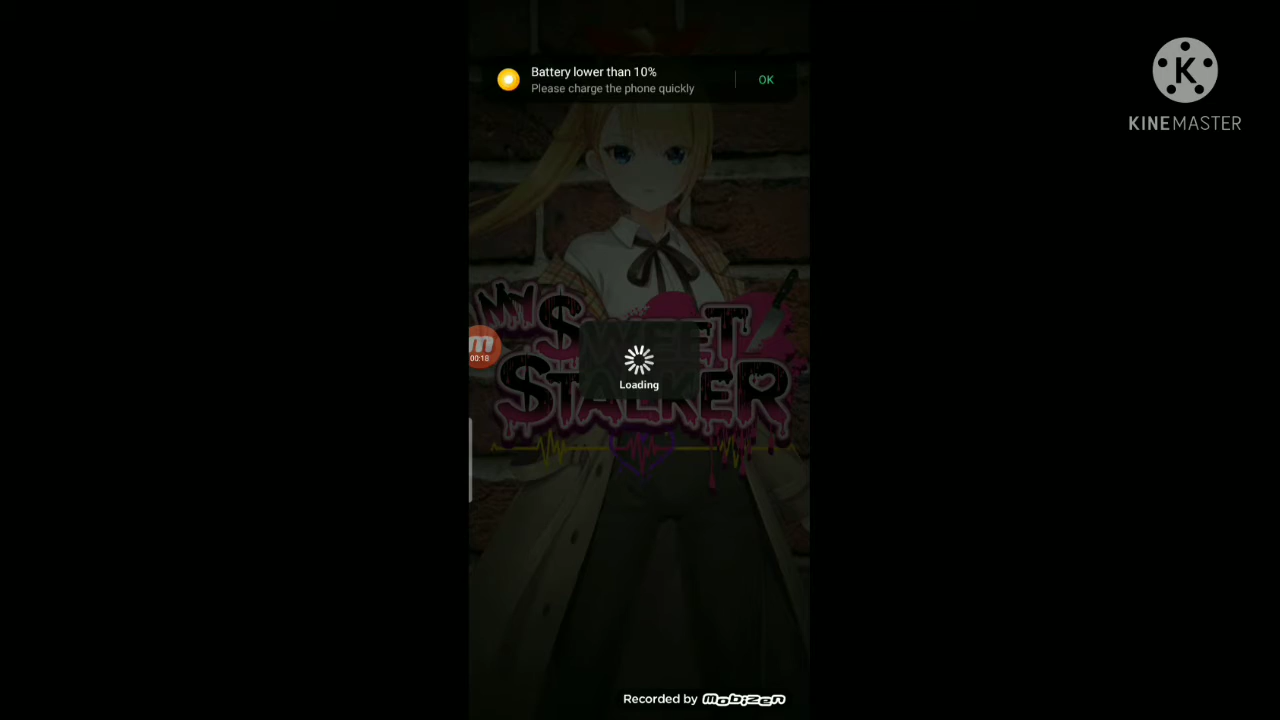 Battery lower than 10%
Please charge the phone quickly
OK
K
KINEMASTER
MY
SWEET
STALKER
Loading
m
00:18
Recorded by mobizen